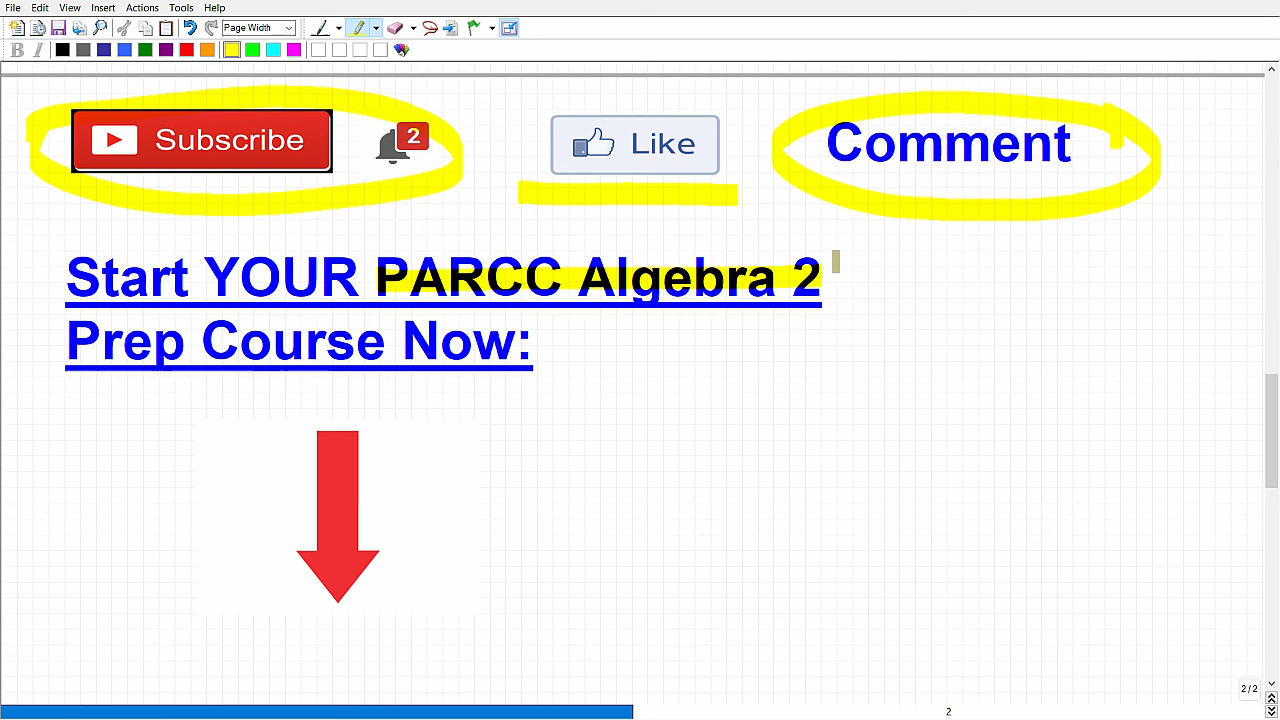 File Edit View Insert Actions Tools Help
Page Width
B I
Subscribe 2 Like Comment
Start YOUR PARCC Algebra 2
Prep Course Now:
2/2
2